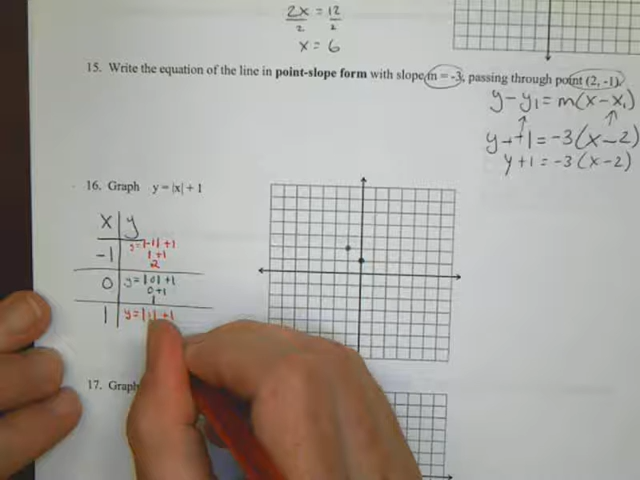 2x = 12
2 2
x = 6
15. Write the equation of the line in point-slope form with slope m = -3, passing through point (2, -1).
y - y₁ = m(x - x₁)
y - + 1 = -3(x - 2)
y + 1 = -3(x - 2)
16. Graph y = |x| + 1
x y
-1 y = |-1| + 1
1 + 1
2
0 y = |0| + 1
0 + 1
1
1 y = |1| + 1
17. Graph